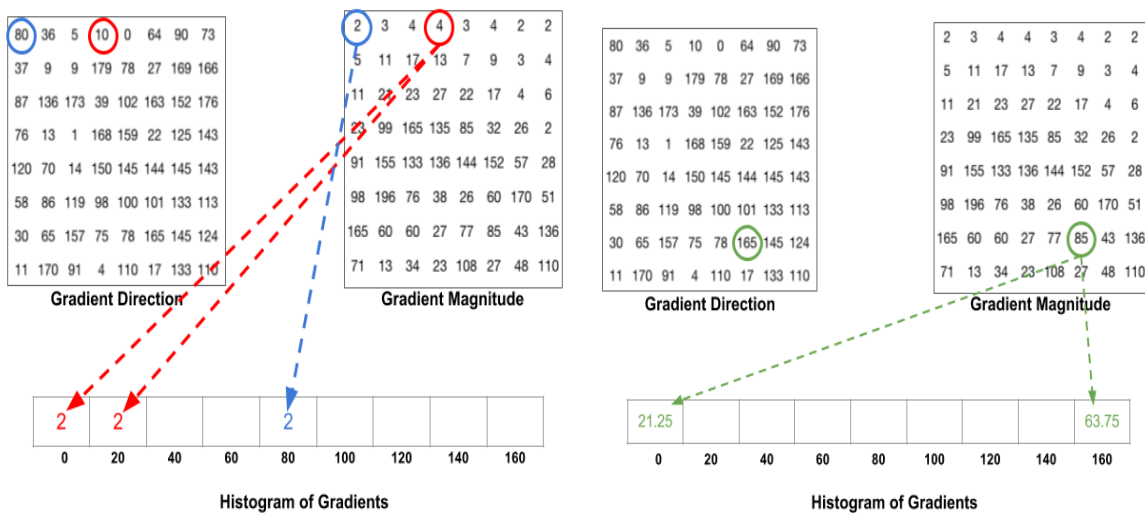 80 36 5 10 0 64 90 73
37 9 9 179 78 27 169 166
87 136 173 39 102 163 152 176
76 13 1 168 159 22 125 143
120 70 14 150 145 144 145 143
58 86 119 98 100 101 133 113
30 65 157 75 78 165 145 124
11 170 91 4 110 17 133 110
Gradient Direction
2 3 4 4 3 4 2 2
5 11 17 13 7 9 3 4
11 21 23 27 22 17 4 6
23 99 165 135 85 32 26 2
91 155 133 136 144 152 57 28
98 196 76 38 26 60 170 51
165 60 60 27 77 85 43 136
71 13 34 23 108 27 48 110
Gradient Magnitude
2 2 2
0 20 40 60 80 100 120 140 160
Histogram of Gradients
80 36 5 10 0 64 90 73
37 9 9 179 78 27 169 166
87 136 173 39 102 163 152 176
76 13 1 168 159 22 125 143
120 70 14 150 145 144 145 143
58 86 119 98 100 101 133 113
30 65 157 75 78 165 145 124
11 170 91 4 110 17 133 110
Gradient Direction
2 3 4 4 3 4 2 2
5 11 17 13 7 9 3 4
11 21 23 27 22 17 4 6
23 99 165 135 85 32 26 2
91 155 133 136 144 152 57 28
98 196 76 38 26 60 170 51
165 60 60 27 77 85 43 136
71 13 34 23 108 27 48 110
Gradient Magnitude
21.25 63.75
0 20 40 60 80 100 120 140 160
Histogram of Gradients